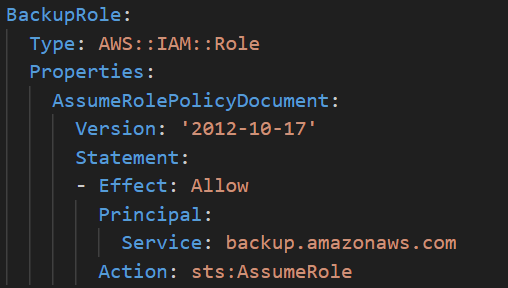 BackupRole:
  Type: AWS::IAM::Role
  Properties:
    AssumeRolePolicyDocument:
      Version: '2012-10-17'
      Statement:
      - Effect: Allow
        Principal:
          Service: backup.amazonaws.com
        Action: sts:AssumeRole